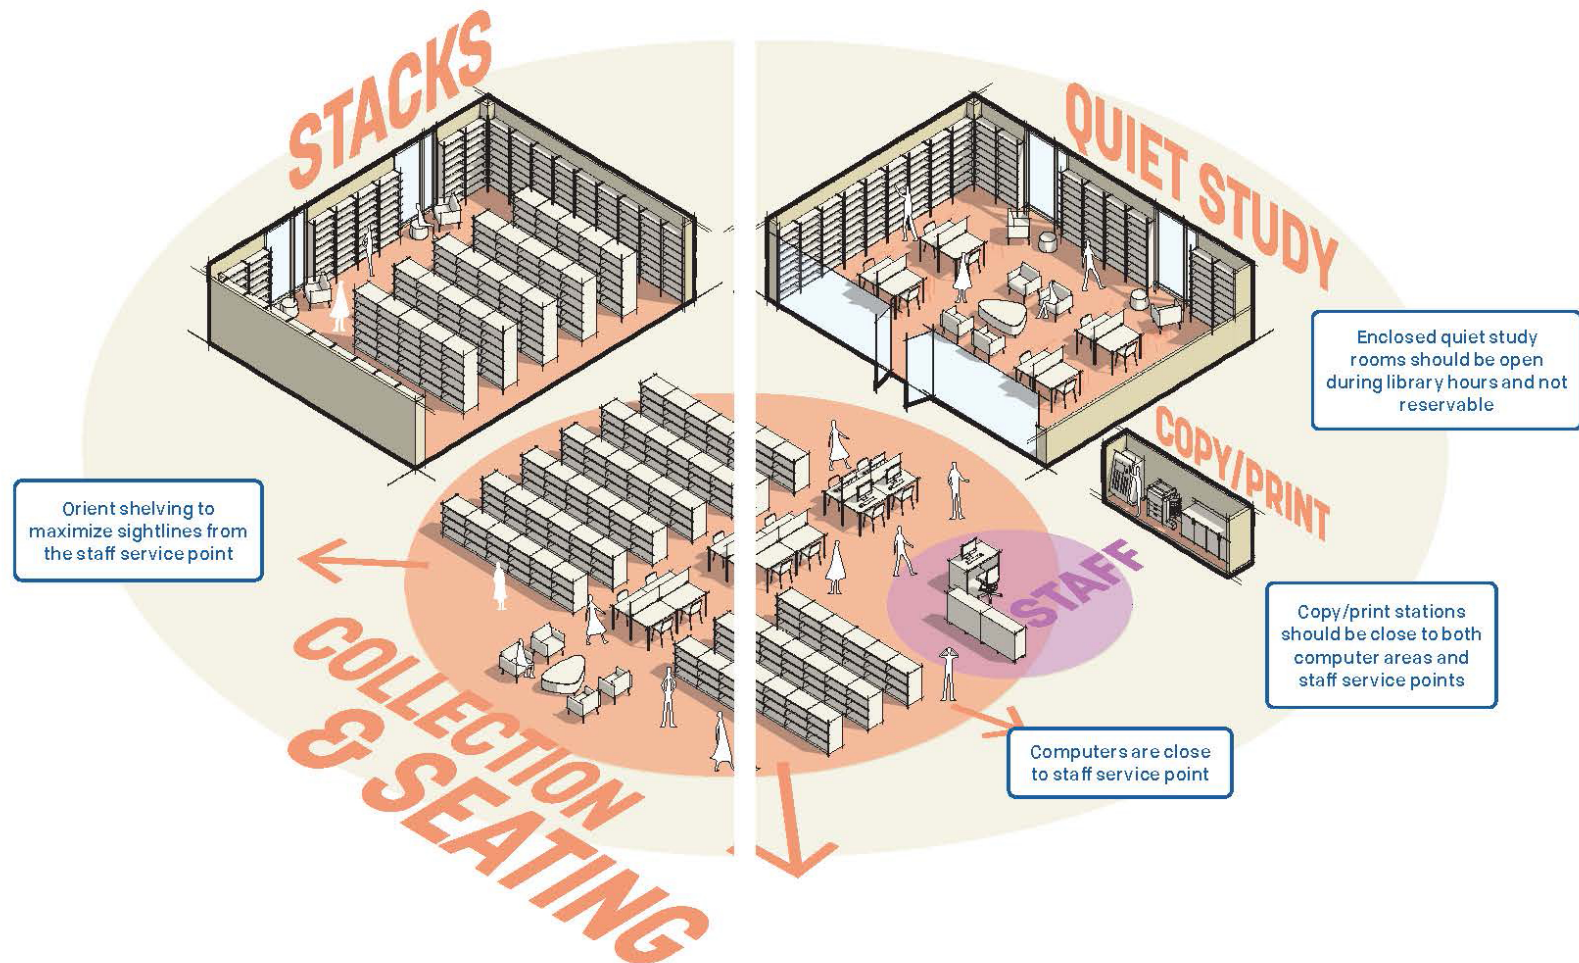 STACKS
QUIET STUDY
Enclosed quiet study
rooms should be open
during library hours and not
reservable
COPY/PRINT
Orient shelving to
maximize sightlines from
the staff service point
STAFF
Copy/print stations
should be close to both
computer areas and
staff service points
COLLECTION
& SEATING
Computers are close
to staff service point